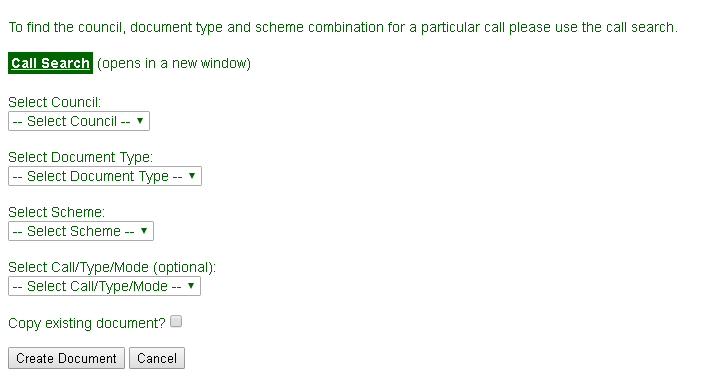 To find the council, document type and scheme combination for a particular call please use the call search.
Call Search (opens in a new window)
Select Council:
-- Select Council --
Select Document Type:
-- Select Document Type --
Select Scheme:
-- Select Scheme --
Select Call/Type/Mode (optional):
-- Select Call/Type/Mode --
Copy existing document?
Create Document Cancel